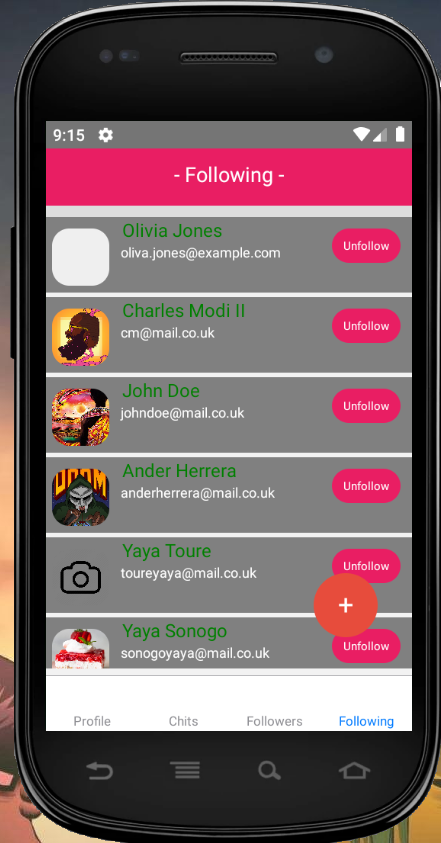 9:15
- Following -
Olivia Jones
oliva.jones@example.com
Unfollow
Charles Modi II
cm@mail.co.uk
Unfollow
John Doe
johndoe@mail.co.uk
Unfollow
DOOM
Ander Herrera
anderherrera@mail.co.uk
Unfollow
Yaya Toure
toureyaya@mail.co.uk
Unfollow
+
Yaya Sonogo
sonogoyaya@mail.co.uk
Unfollow
Profile Chits Followers Following